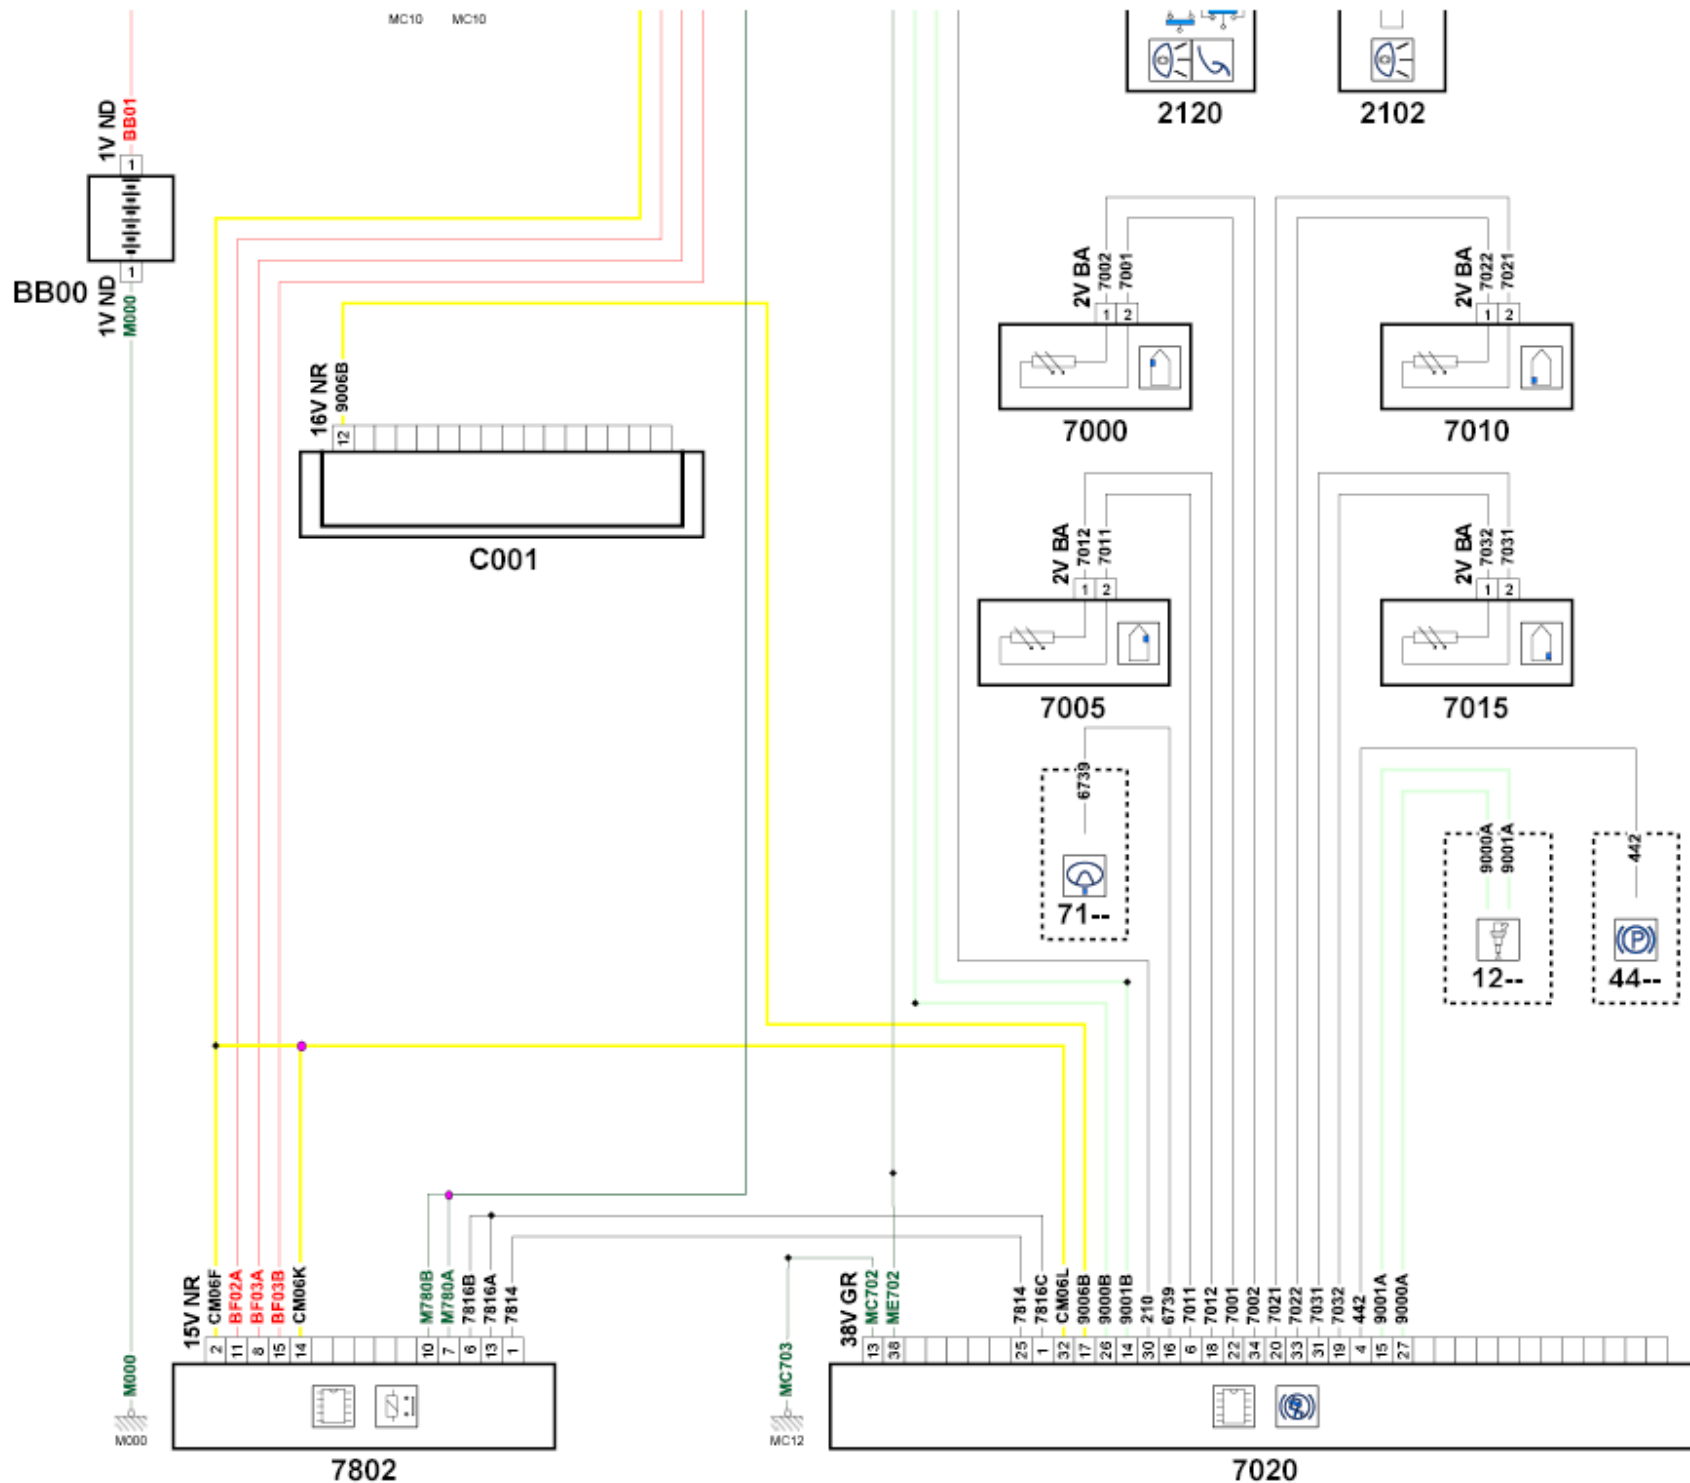 MC10 MC10
2120
2102
1V ND
BB01
1
1
BB00
1V ND
M000
2V BA
7002
7001
1 2
7000
2V BA
7022
7021
1 2
7010
16V NR
9006B
12
C001
2V BA
7012
7011
1 2
7005
2V BA
7032
7031
1 2
7015
6739
71--
9000A
9001A
12--
442
44--
15V NR
CM06F
BF02A
BF03A
BF03B
CM06K
M780B
M780A
7816B
7816A
7814
2 11 8 15 14 10 7 6 13 1
7802
M000
M000
MC703
MC12
38V GR
MC702
ME702
7814
7816C
CM06L
9006B
9000B
9001B
210
6739
7011
7012
7001
7002
7021
7022
7031
7032
442
9001A
9000A
13 38 25 1 32 17 26 14 30 16 6 18 22 34 20 33 31 19 4 15 27
P
7020